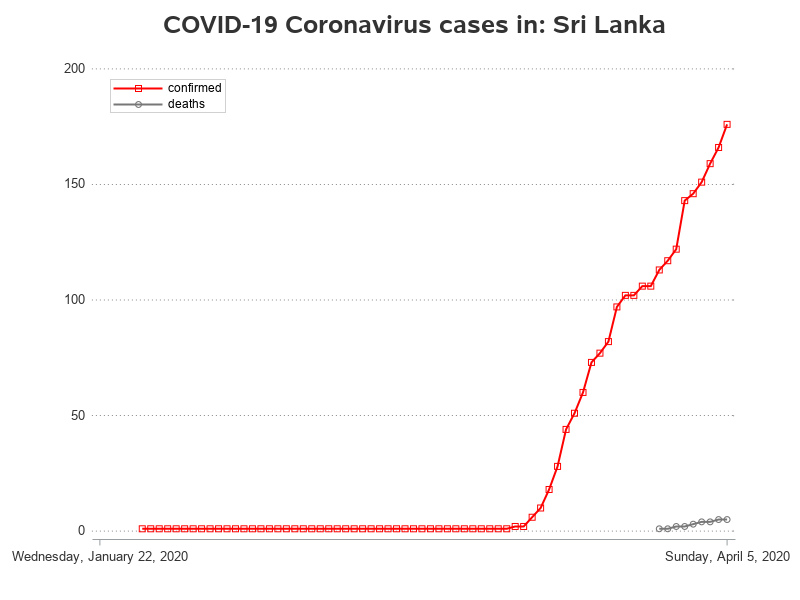 COVID-19 Coronavirus cases in: Sri Lanka
200
confirmed
deaths
150
100
50
0
Wednesday, January 22, 2020
Sunday, April 5, 2020